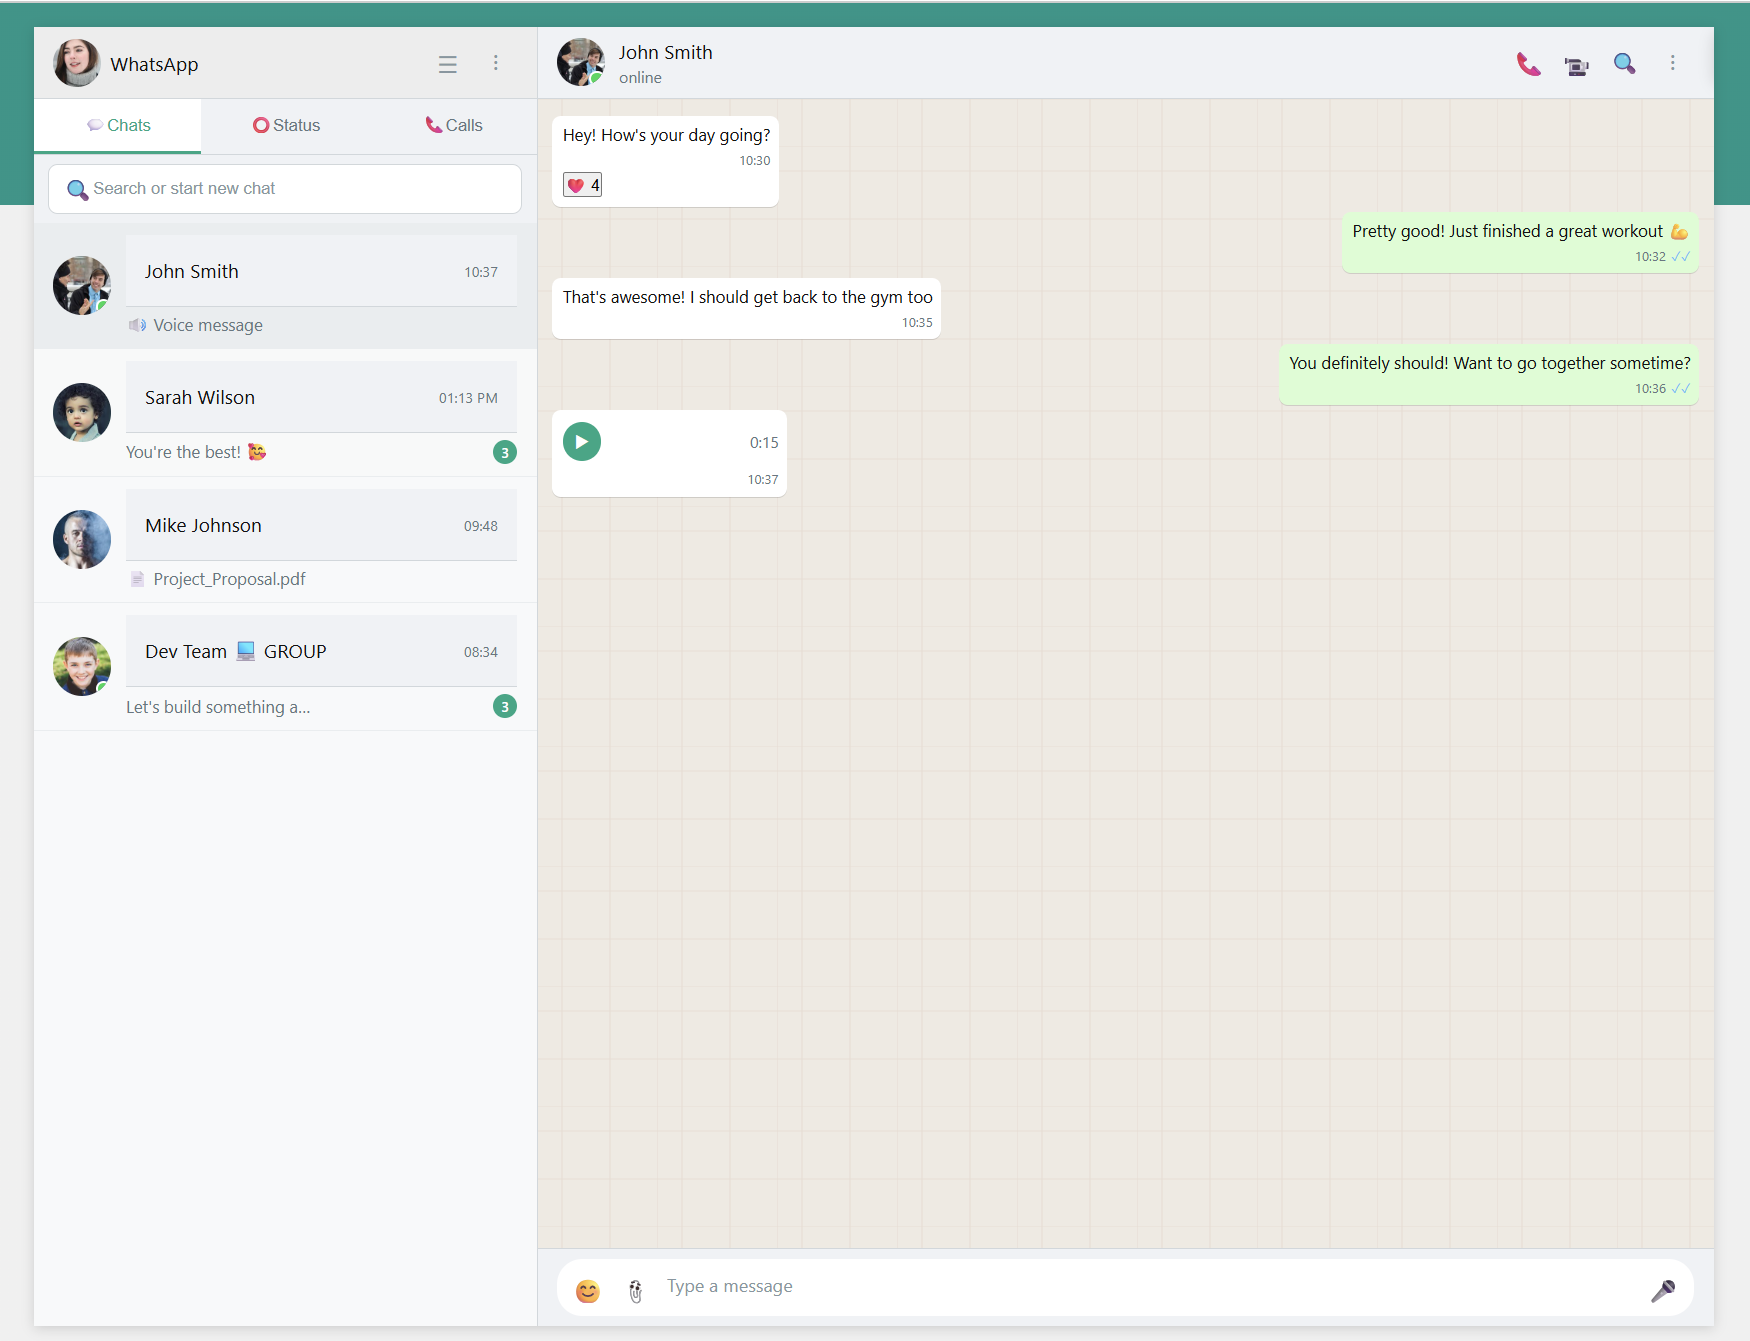 WhatsApp
Chats
Status
Calls
Search or start new chat
John Smith
10:37
Voice message
Sarah Wilson
01:13 PM
You're the best! 🥰
3
Mike Johnson
09:48
Project_Proposal.pdf
Dev Team 💻 GROUP
08:34
Let's build something a...
3
John Smith
online
Hey! How's your day going?
10:30
❤️ 4
Pretty good! Just finished a great workout 💪
10:32 ✓✓
That's awesome! I should get back to the gym too
10:35
You definitely should! Want to go together sometime?
10:36 ✓✓
0:15
10:37
Type a message